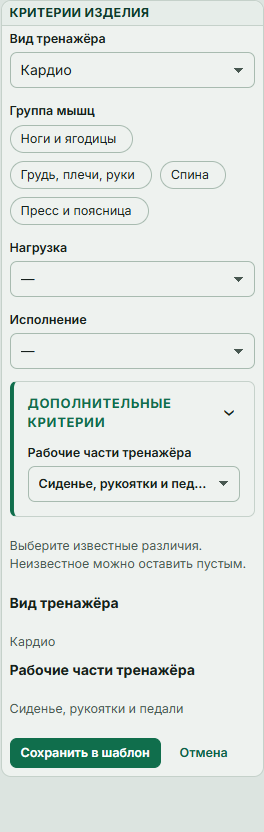 КРИТЕРИИ ИЗДЕЛИЯ
Вид тренажёра
Кардио
Группа мышц
Ноги и ягодицы
Грудь, плечи, руки
Спина
Пресс и поясница
Нагрузка
—
Исполнение
—
ДОПОЛНИТЕЛЬНЫЕ
КРИТЕРИИ
Рабочие части тренажёра
Сиденье, рукоятки и пед...
Выберите известные различия.
Неизвестное можно оставить пустым.
Вид тренажёра
Кардио
Рабочие части тренажёра
Сиденье, рукоятки и педали
Сохранить в шаблон
Отмена